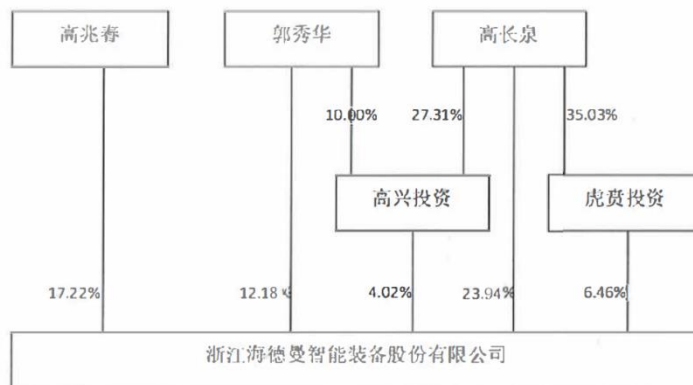 高兆春 郭秀华 高长泉
10.00% 27.31% 35.03%
高兴投资 虎贲投资
17.22% 12.18% 4.02% 23.94% 6.46%
浙江海德曼智能装备股份有限公司